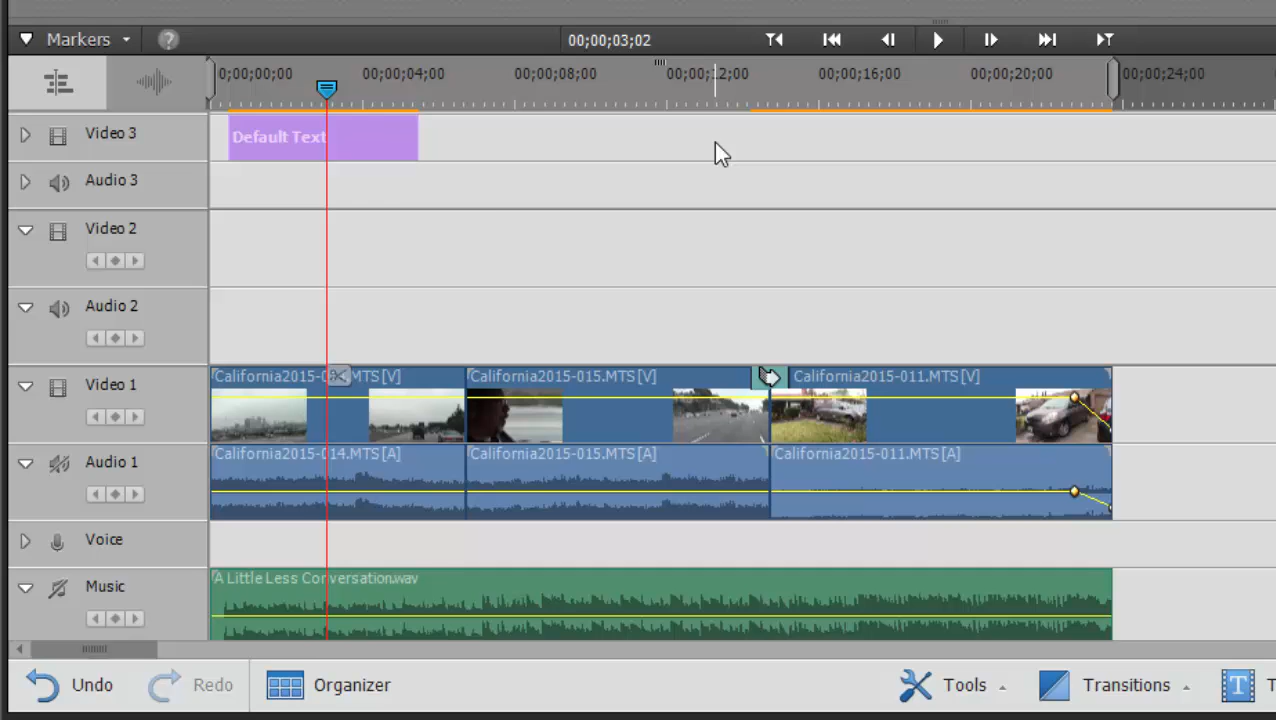 Markers
?
00;00;03;02
0;00;00;00 00;00;04;00 00;00;08;00 00;00;12;00 00;00;16;00 00;00;20;00 00;00;24;00
Video 3
Default Text
Audio 3
Video 2
Audio 2
Video 1
California2015-014.MTS[V] California2015-015.MTS[V] California2015-011.MTS[V]
Audio 1
California2015-014.MTS[A] California2015-015.MTS[A] California2015-011.MTS[A]
Voice
Music
A Little Less Conversation.wav
Undo Redo Organizer Tools Transitions T